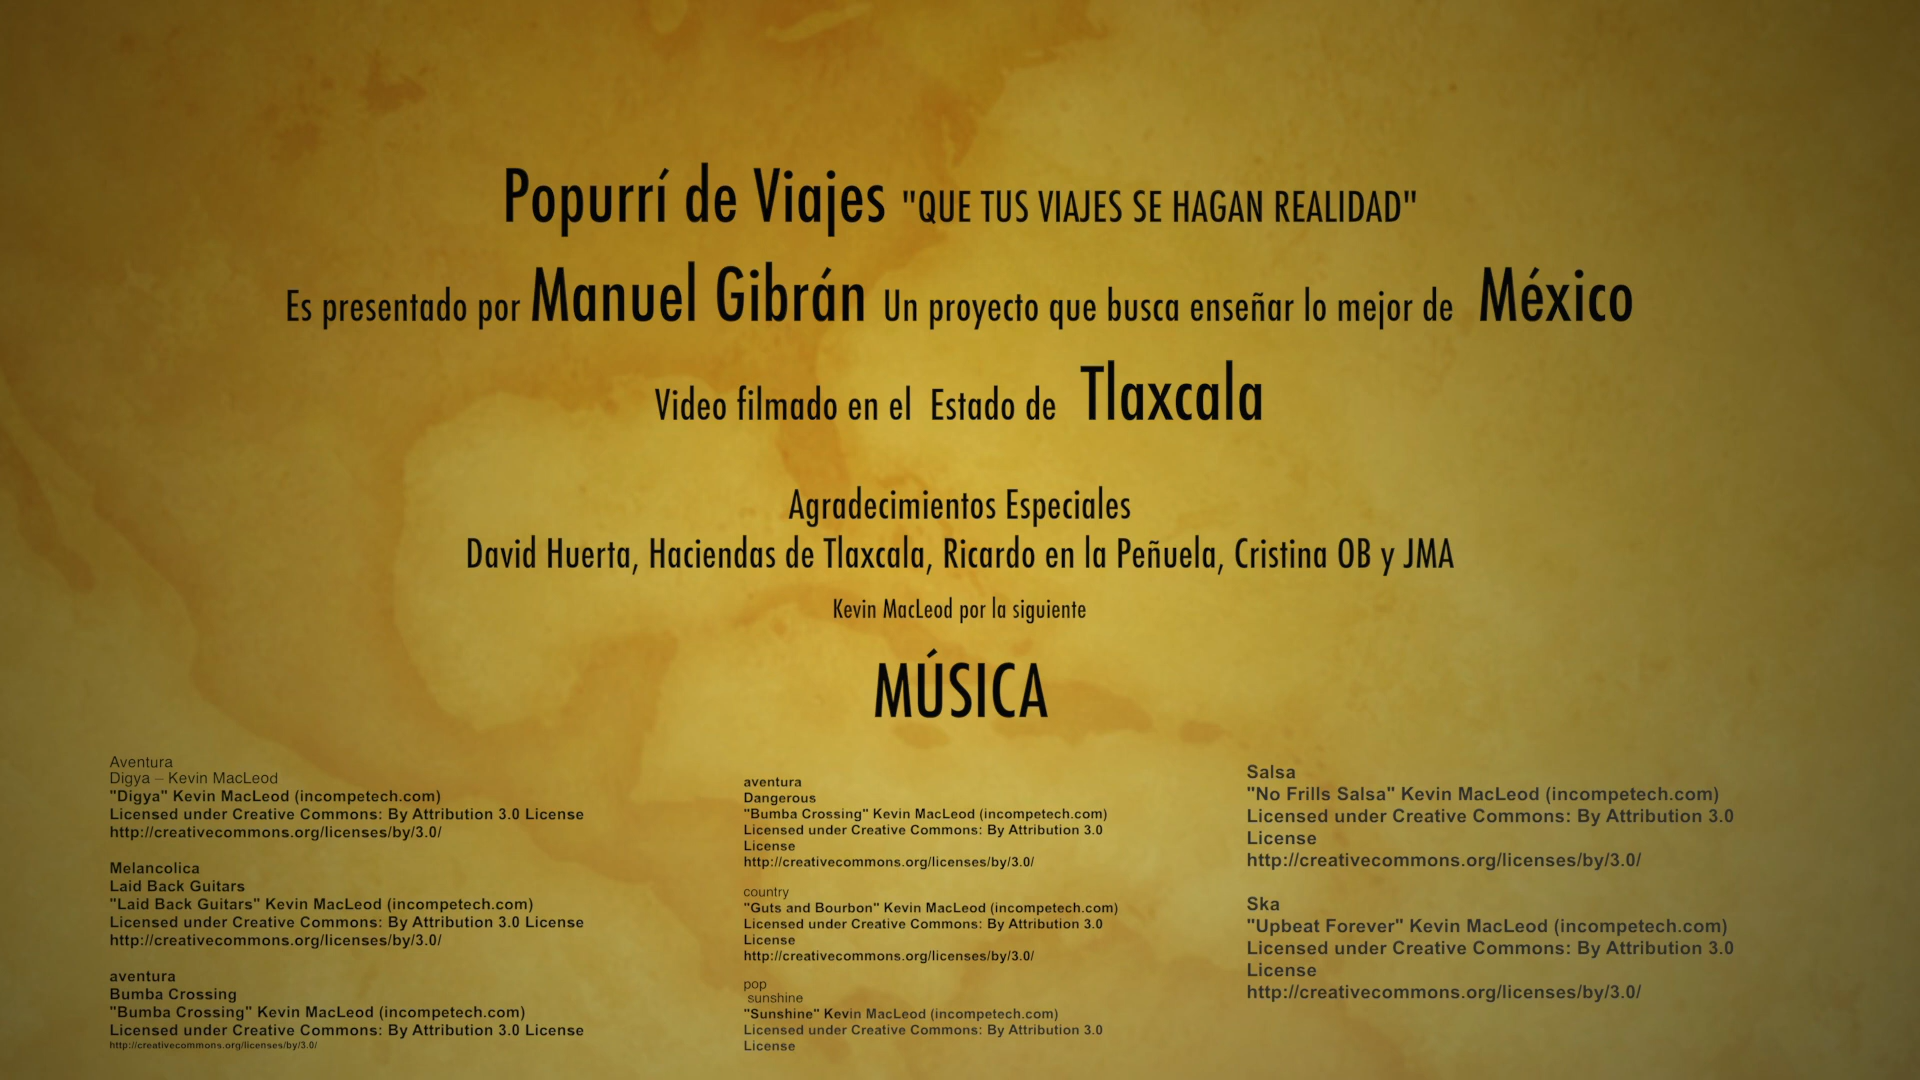 Popurrí de Viajes "QUE TUS VIAJES SE HAGAN REALIDAD"
Es presentado por Manuel Gibrán Un proyecto que busca enseñar lo mejor de México
Video filmado en el Estado de Tlaxcala
Agradecimientos Especiales
David Huerta, Haciendas de Tlaxcala, Ricardo en la Peñuela, Cristina OB y JMA
Kevin MacLeod por la siguiente
MÚSICA
Aventura
Digya – Kevin MacLeod
"Digya" Kevin MacLeod (incompetech.com)
Licensed under Creative Commons: By Attribution 3.0 License
http://creativecommons.org/licenses/by/3.0/
Melancolica
Laid Back Guitars
"Laid Back Guitars" Kevin MacLeod (incompetech.com)
Licensed under Creative Commons: By Attribution 3.0 License
http://creativecommons.org/licenses/by/3.0/
aventura
Bumba Crossing
"Bumba Crossing" Kevin MacLeod (incompetech.com)
Licensed under Creative Commons: By Attribution 3.0 License
http://creativecommons.org/licenses/by/3.0/
aventura
Dangerous
"Bumba Crossing" Kevin MacLeod (incompetech.com)
Licensed under Creative Commons: By Attribution 3.0
License
http://creativecommons.org/licenses/by/3.0/
country
"Guts and Bourbon" Kevin MacLeod (incompetech.com)
Licensed under Creative Commons: By Attribution 3.0
License
http://creativecommons.org/licenses/by/3.0/
pop
sunshine
"Sunshine" Kevin MacLeod (incompetech.com)
Licensed under Creative Commons: By Attribution 3.0
License
Salsa
"No Frills Salsa" Kevin MacLeod (incompetech.com)
Licensed under Creative Commons: By Attribution 3.0
License
http://creativecommons.org/licenses/by/3.0/
Ska
"Upbeat Forever" Kevin MacLeod (incompetech.com)
Licensed under Creative Commons: By Attribution 3.0
License
http://creativecommons.org/licenses/by/3.0/